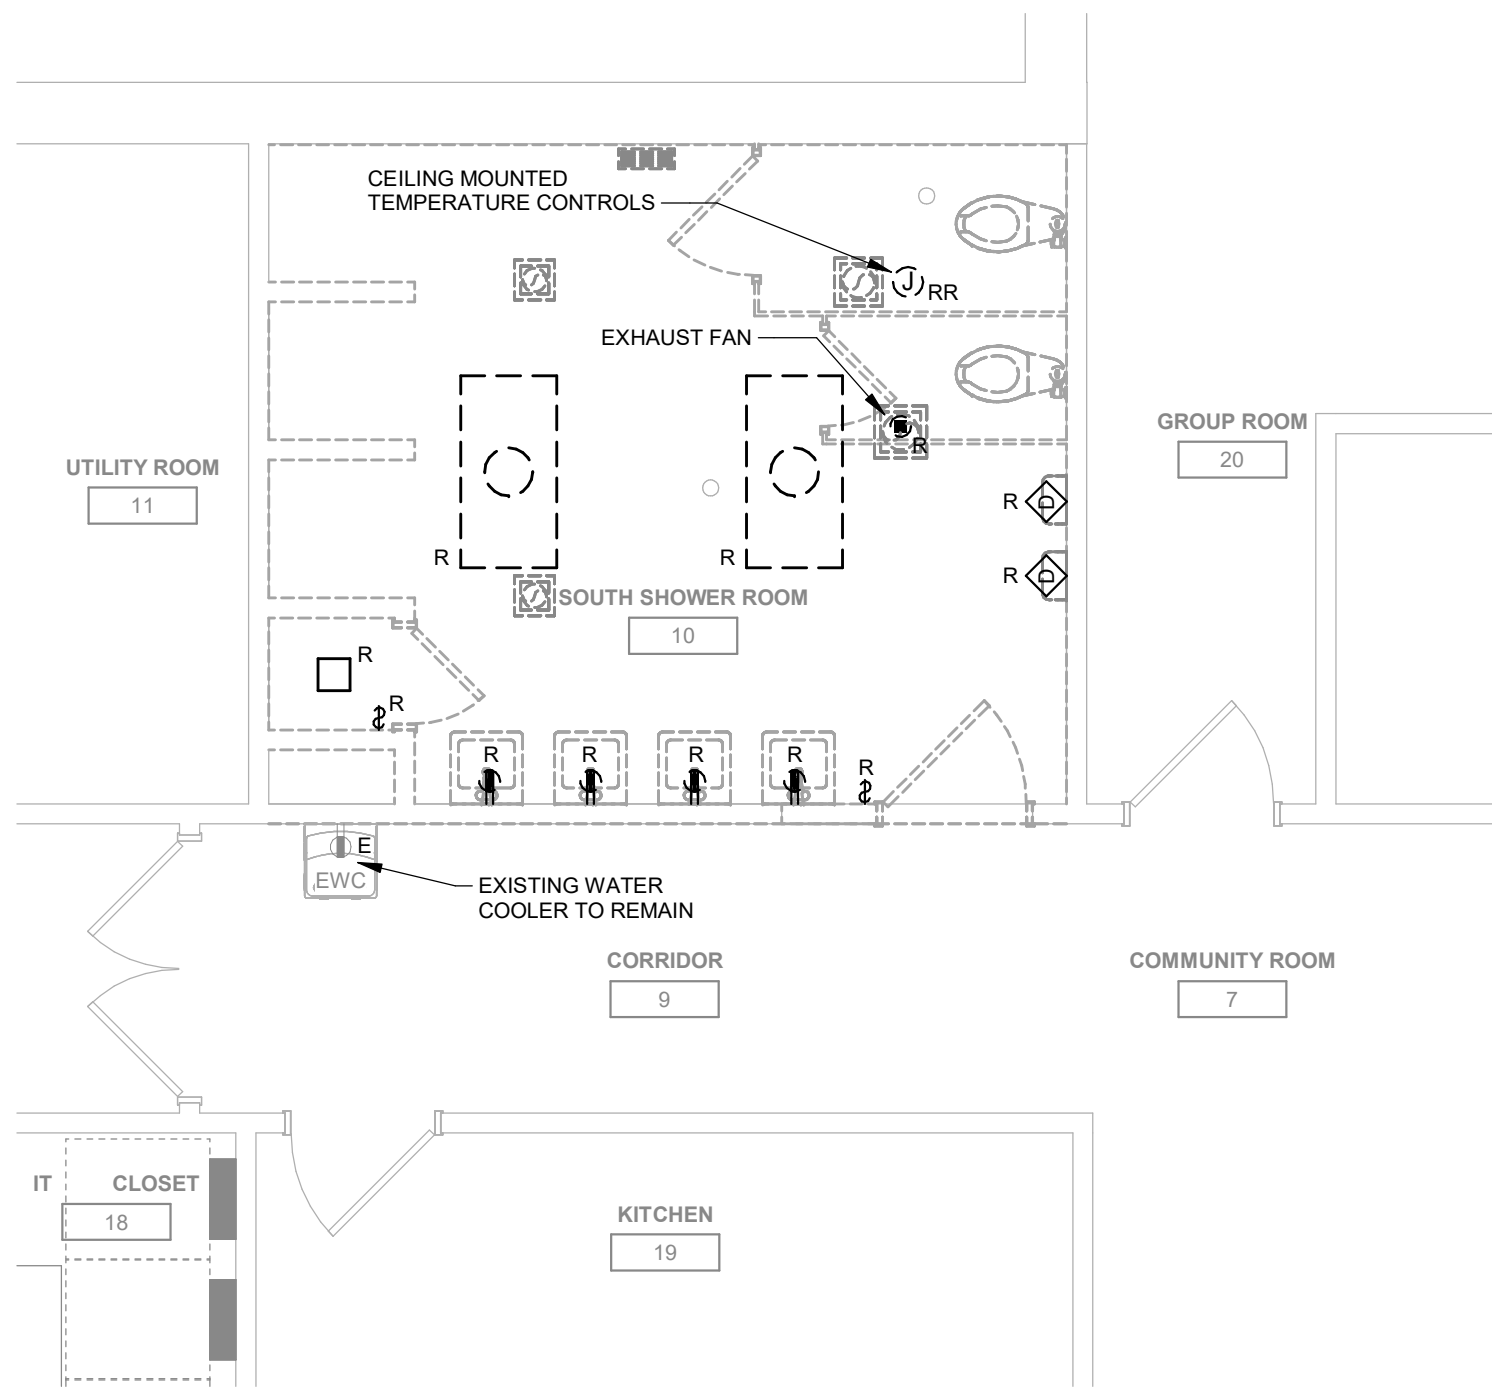 CEILING MOUNTED
TEMPERATURE CONTROLS
J
RR
EXHAUST FAN
R
GROUP ROOM
20
UTILITY ROOM
11
R
D
R
R
R
D
SOUTH SHOWER ROOM
10
R
R
R
R
R
R
R
E
EWC
EXISTING WATER
COOLER TO REMAIN
CORRIDOR
9
COMMUNITY ROOM
7
IT CLOSET
18
KITCHEN
19